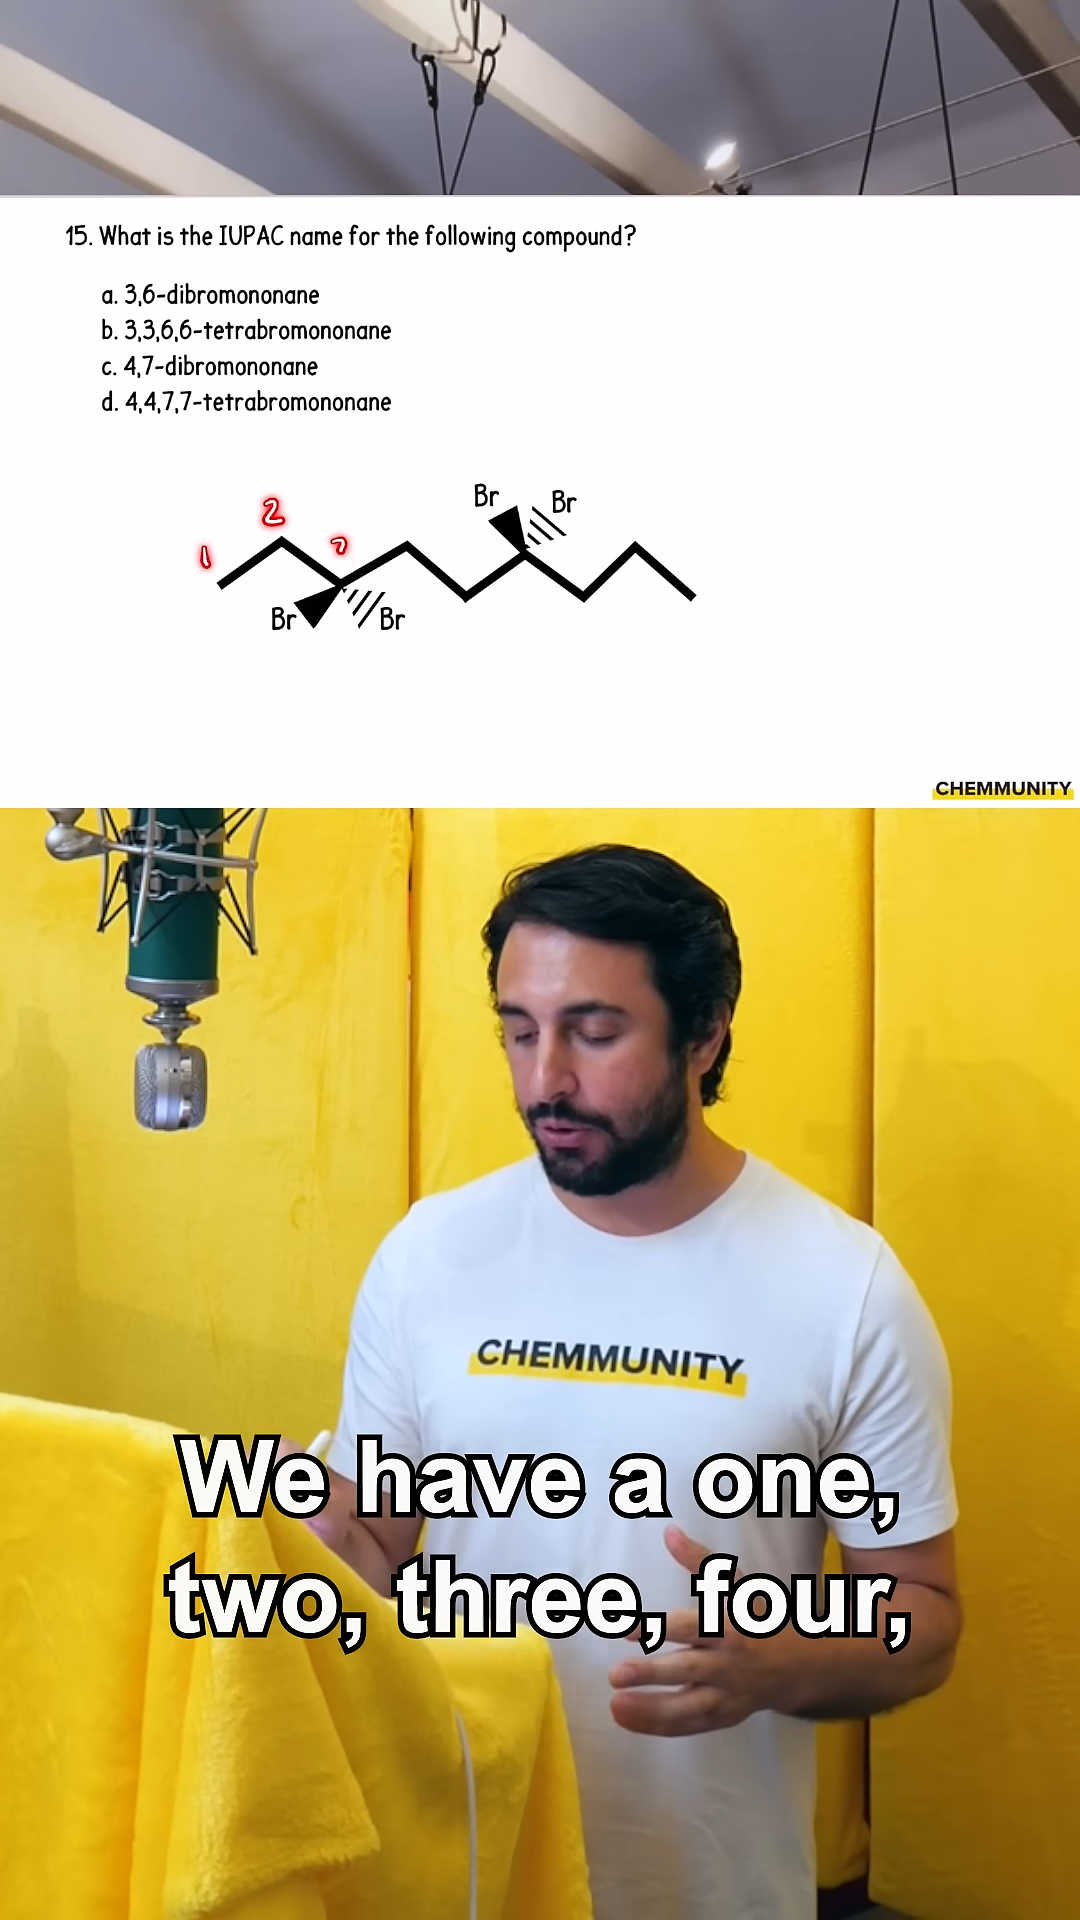 15. What is the IUPAC name for the following compound?
a. 3,6-dibromononane
b. 3,3,6,6-tetrabromononane
c. 4,7-dibromononane
d. 4,4,7,7-tetrabromononane
Br Br
2
1
Br Br
CHEMMUNITY
CHEMMUNITY
We have a one,
two, three, four,